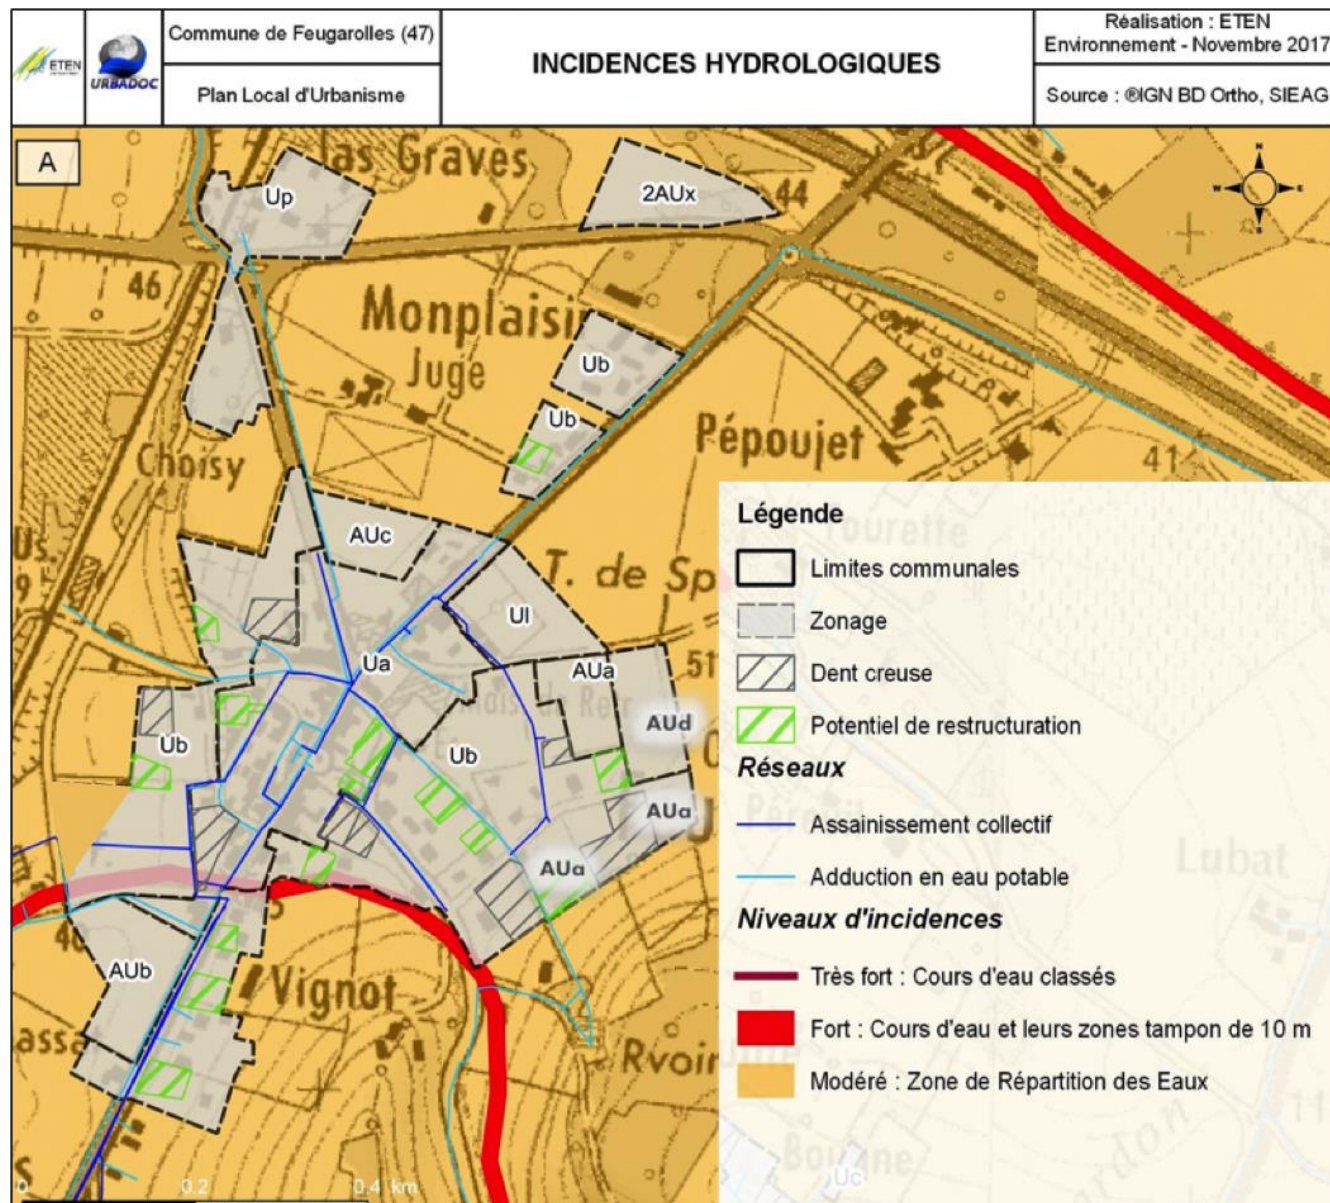 ETEN
URBADOC
Commune de Feugarolles (47)
Plan Local d'Urbanisme
INCIDENCES HYDROLOGIQUES
Réalisation : ETEN
Environnement - Novembre 2017
Source : ®IGN BD Ortho, SIEAG
A
las Graves
N
W E
S
Up
2AUx
44
46
Monplaisi
Juge
Ub
Ub
Pépoujet
Choisy
41
AUc
T. de Sp
Ul
Ua
AUa
51
AUd
Ub
Ub
AUa
AUa
AUb
Vignot
Rvoir
0 0.2 0.4 km
Légende
Limites communales
Zonage
Dent creuse
Potentiel de restructuration
Réseaux
Assainissement collectif
Adduction en eau potable
Niveaux d'incidences
Très fort : Cours d'eau classés
Fort : Cours d'eau et leurs zones tampon de 10 m
Modéré : Zone de Répartition des Eaux
Tourette
Lubat
Uc